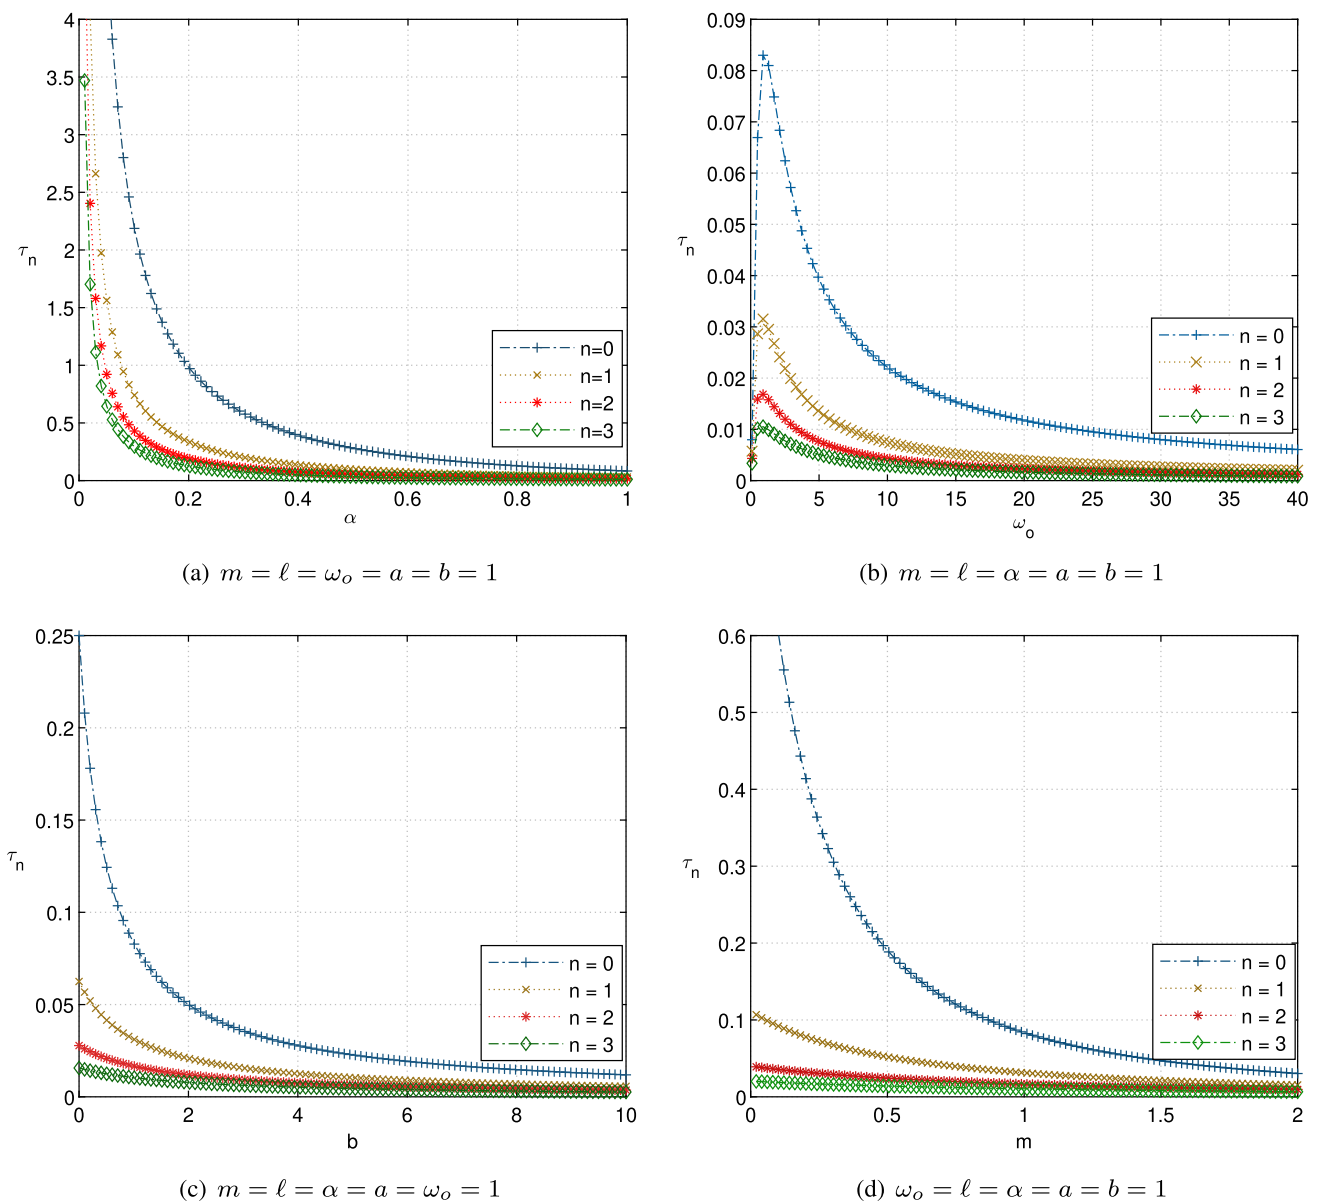 4
3.5
3
2.5
2
1.5
1
0.5
0
τn
n=0
n=1
n=2
n=3
0 0.2 0.4 0.6 0.8 1
α
(a) m = ℓ = ωo = a = b = 1
0.09
0.08
0.07
0.06
0.05
0.04
0.03
0.02
0.01
0
τn
n = 0
n = 1
n = 2
n = 3
0 5 10 15 20 25 30 35 40
ωo
(b) m = ℓ = α = a = b = 1
0.25
0.2
0.15
0.1
0.05
0
τn
n = 0
n = 1
n = 2
n = 3
0 2 4 6 8 10
b
(c) m = ℓ = α = a = ωo = 1
0.6
0.5
0.4
0.3
0.2
0.1
0
τn
n = 0
n = 1
n = 2
n = 3
0 0.5 1 1.5 2
m
(d) ωo = ℓ = α = a = b = 1